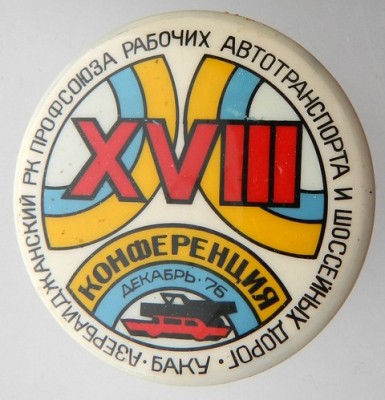 АЗЕРБАЙДЖАНСКИЙ РК ПРОФСОЮЗА РАБОЧИХ АВТОТРАНСПОРТА И ШОССЕЙНЫХ ДОРОГ · БАКУ ·
XVIII
КОНФЕРЕНЦИЯ
ДЕКАБРЬ · 76